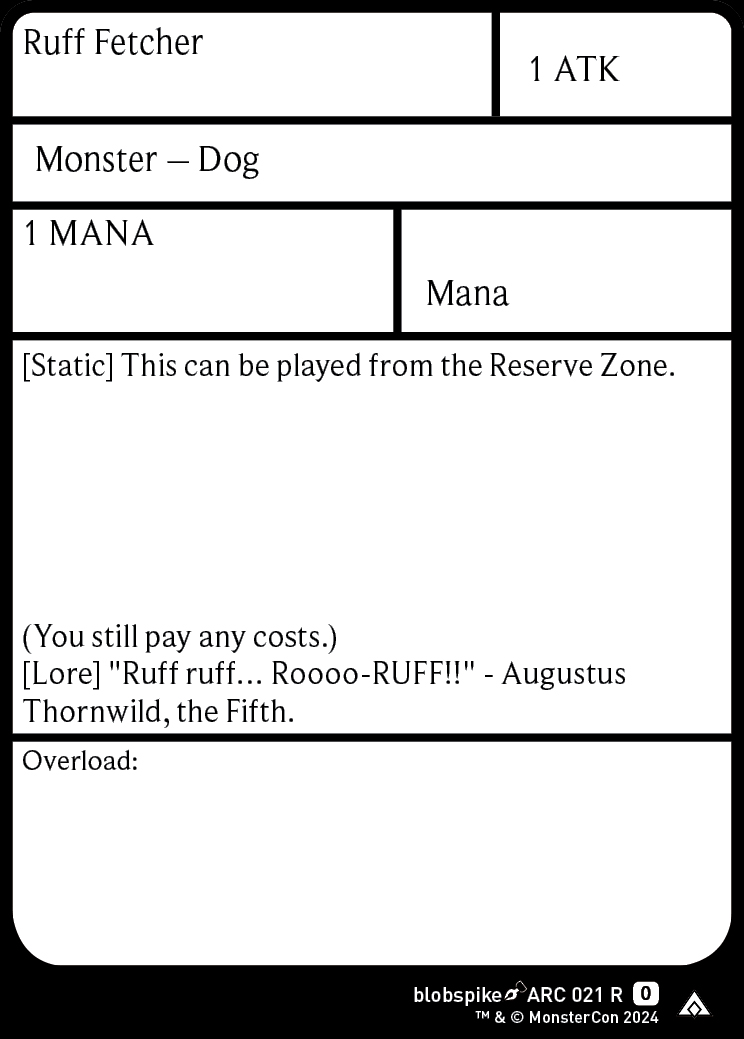 Ruff Fetcher
1 ATK
Monster – Dog
1 MANA
Mana
[Static] This can be played from the Reserve Zone.
(You still pay any costs.)
[Lore] "Ruff ruff... Roooo-RUFF!!" - Augustus
Thornwild, the Fifth.
Overload:
blobspike ARC 021 R 0
™ & © MonsterCon 2024